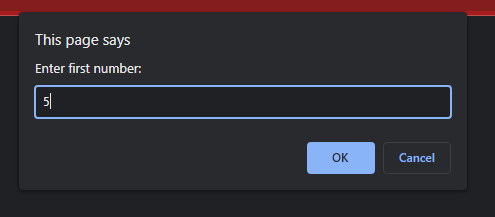 This page says
Enter first number:
5
OK Cancel